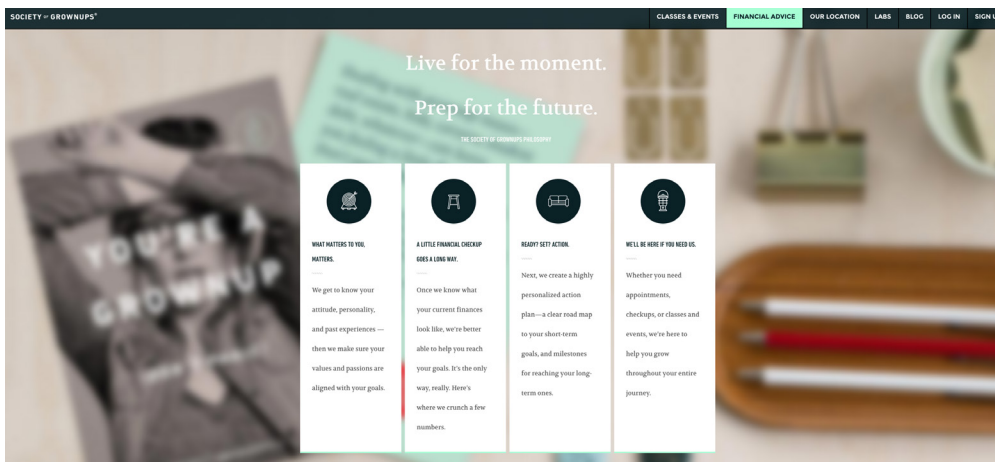 SOCIETY OF GROWNUPS®
CLASSES & EVENTS
FINANCIAL ADVICE
OUR LOCATION
LABS
BLOG
LOG IN
SIGN U
Live for the moment.
Prep for the future.
THE SOCIETY OF GROWNUPS PHILOSOPHY
YOU'RE A
GROWNUP
WHAT MATTERS TO YOU,
MATTERS.
We get to know your
attitude, personality,
and past experiences —
then we make sure your
values and passions are
aligned with your goals.
A LITTLE FINANCIAL CHECKUP
GOES A LONG WAY.
Once we know what
your current finances
look like, we're better
able to help you reach
your goals. It's the only
way, really. Here's
where we crunch a few
numbers.
READY? SET? ACTION.
Next, we create a highly
personalized action
plan—a clear road map
to your short-term
goals, and milestones
for reaching your long-
term ones.
WE'LL BE HERE IF YOU NEED US.
Whether you need
appointments,
checkups, or classes and
events, we're here to
help you grow
throughout your entire
journey.